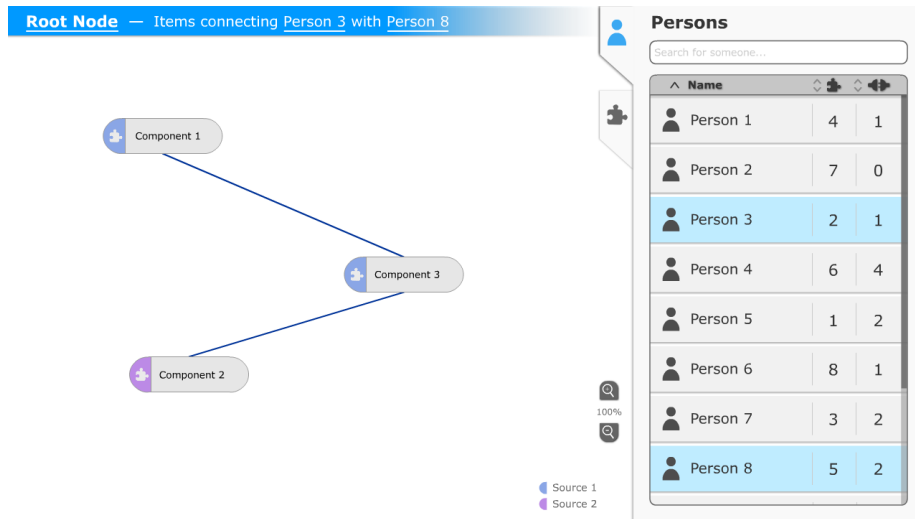 Root Node — Items connecting Person 3 with Person 8
Component 1
Component 3
Component 2
100%
Source 1
Source 2
Persons
Search for someone...
Name
Person 1 4 1
Person 2 7 0
Person 3 2 1
Person 4 6 4
Person 5 1 2
Person 6 8 1
Person 7 3 2
Person 8 5 2